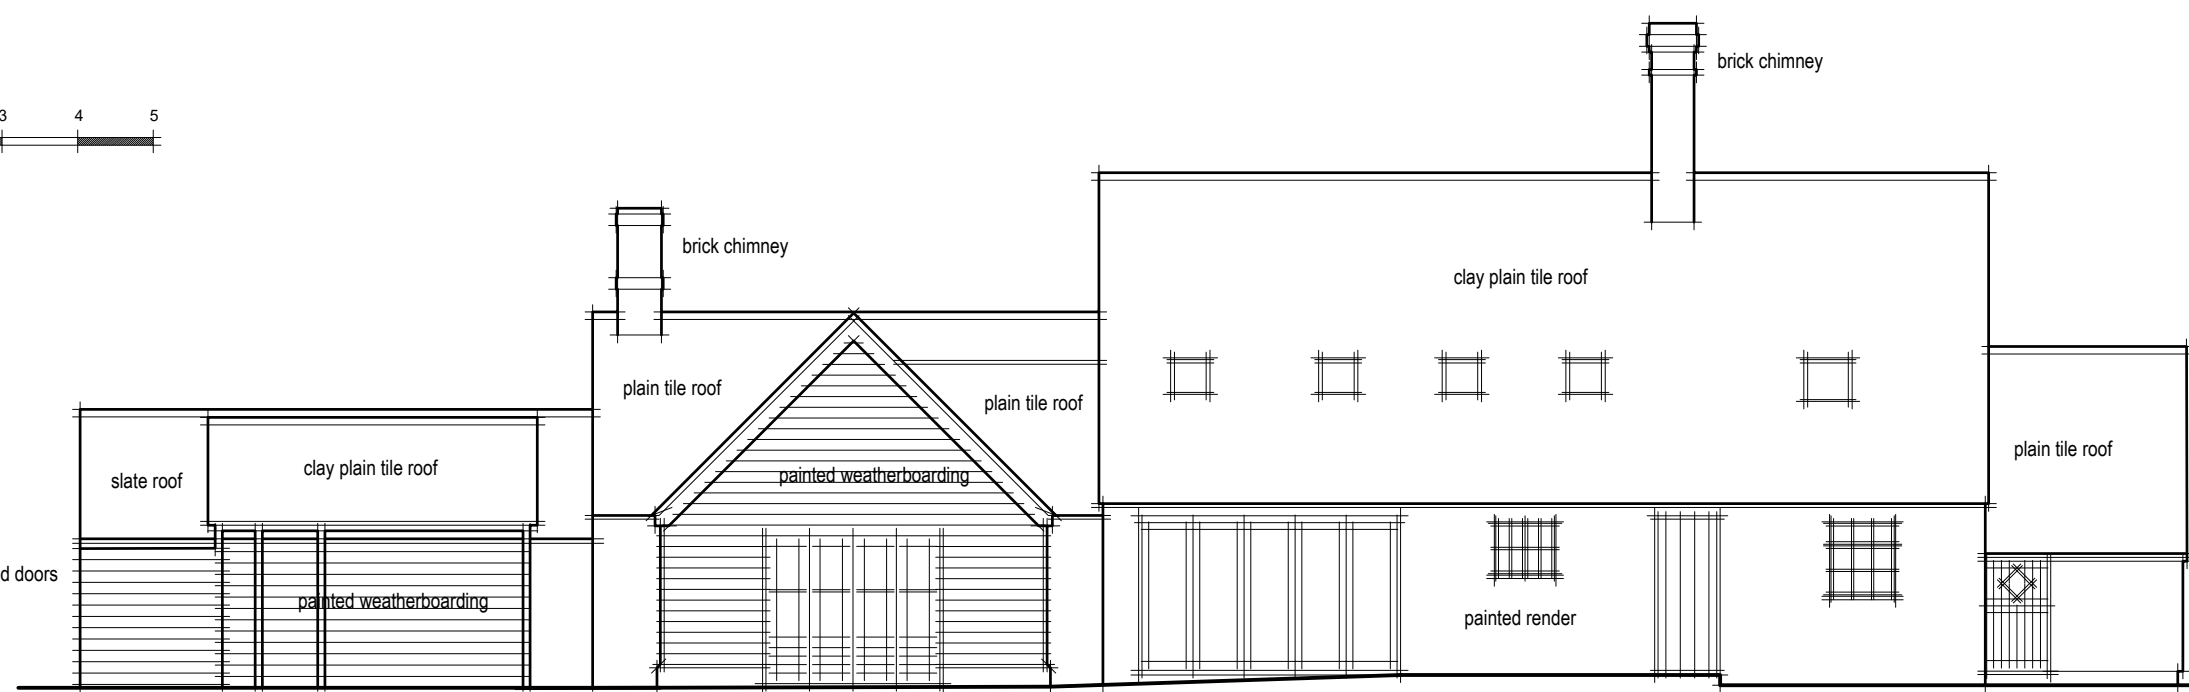 brick chimney
3 4 5
brick chimney
clay plain tile roof
plain tile roof
plain tile roof
plain tile roof
clay plain tile roof
slate roof
painted weatherboarding
d doors
painted weatherboarding
painted render